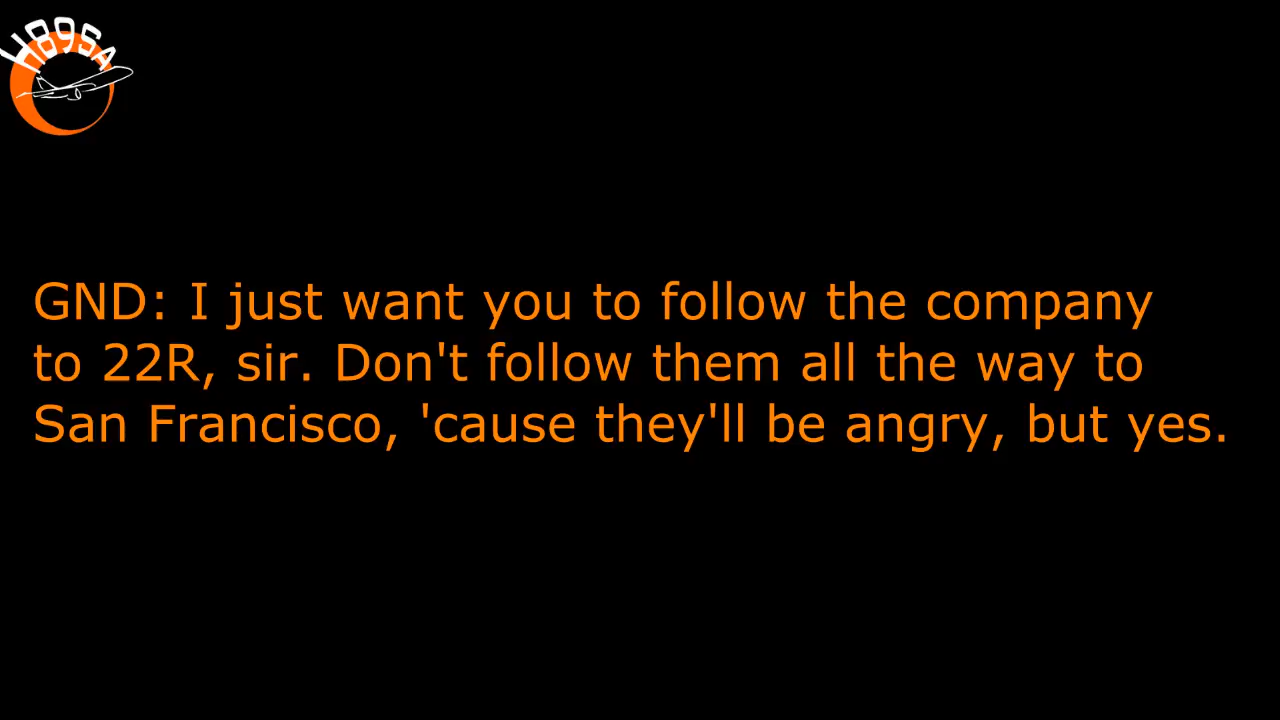 H89SA
GND: I just want you to follow the company
to 22R, sir. Don't follow them all the way to
San Francisco, 'cause they'll be angry, but yes.